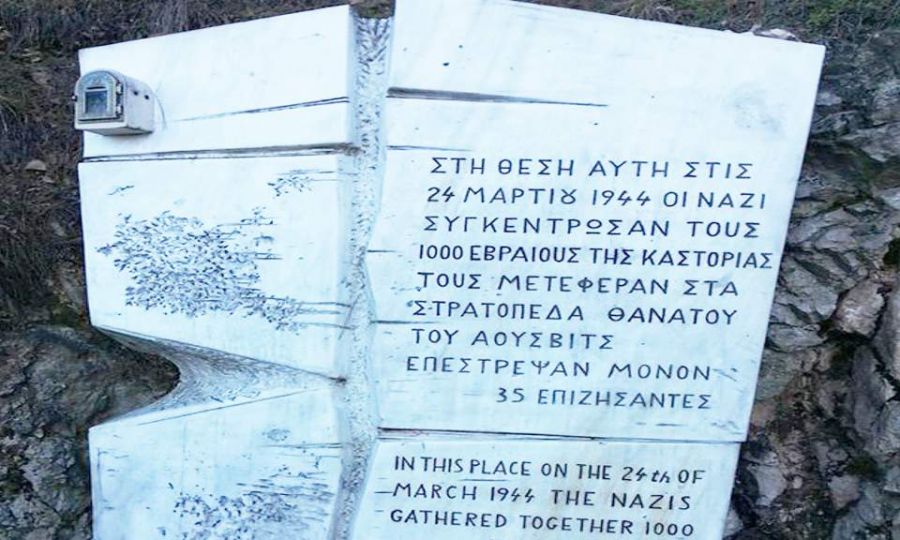 ΣΤΗ ΘΕΣΗ ΑΥΤΗ ΣΤΙΣ
24 ΜΑΡΤΙȢ 1944 ΟΙ ΝΑΖΙ
ΣΥΓΚΕΝΤΡΩΣΑΝ ΤΟΥΣ
1000 ΕΒΡΑΙΟΥΣ ΤΗΣ ΚΑΣΤΟΡΙΑΣ
ΤΟΥΣ ΜΕΤΕΦΕΡΑΝ ΣΤΑ
ΣΤΡΑΤΟΠΕΔΑ ΘΑΝΑΤΟΥ
ΤΟΥ ΑΟΥΣΒΙΤΣ
ΕΠΕΣΤΡΕΨΑΝ ΜΟΝΟΝ
35 ΕΠΙΖΗΣΑΝΤΕΣ
IN THIS PLACE ON THE 24th OF
MARCH 1944 THE NAZIS
GATHERED TOGETHER 1000